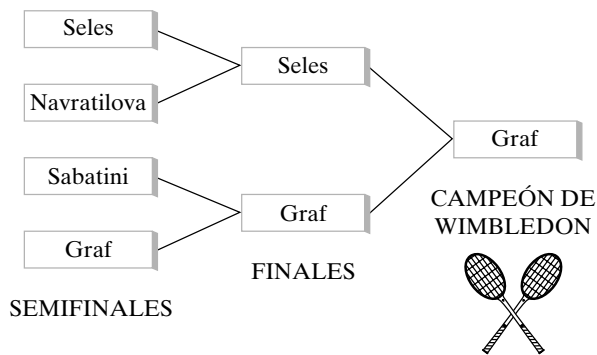 Seles
Navratilova
Sabatini
Graf
SEMIFINALES
Seles
Graf
FINALES
Graf
CAMPEÓN DE
WIMBLEDON